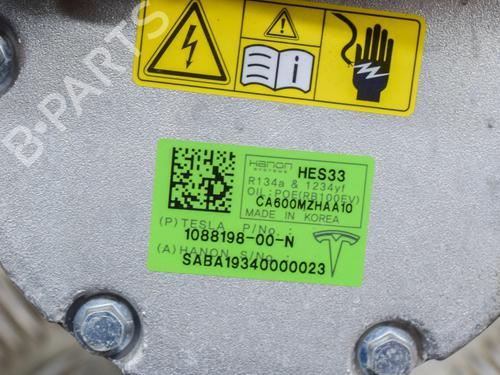 B-PARTS
HANON
SYSTEMS
HES33
R134a & 1234yf
OIL:POE(RB100EV)
CA600MZHAA10
MADE IN KOREA
(P)TESLA P/No.:
1088198-00-N
(A)HANON S/No.:
SABA19340000023